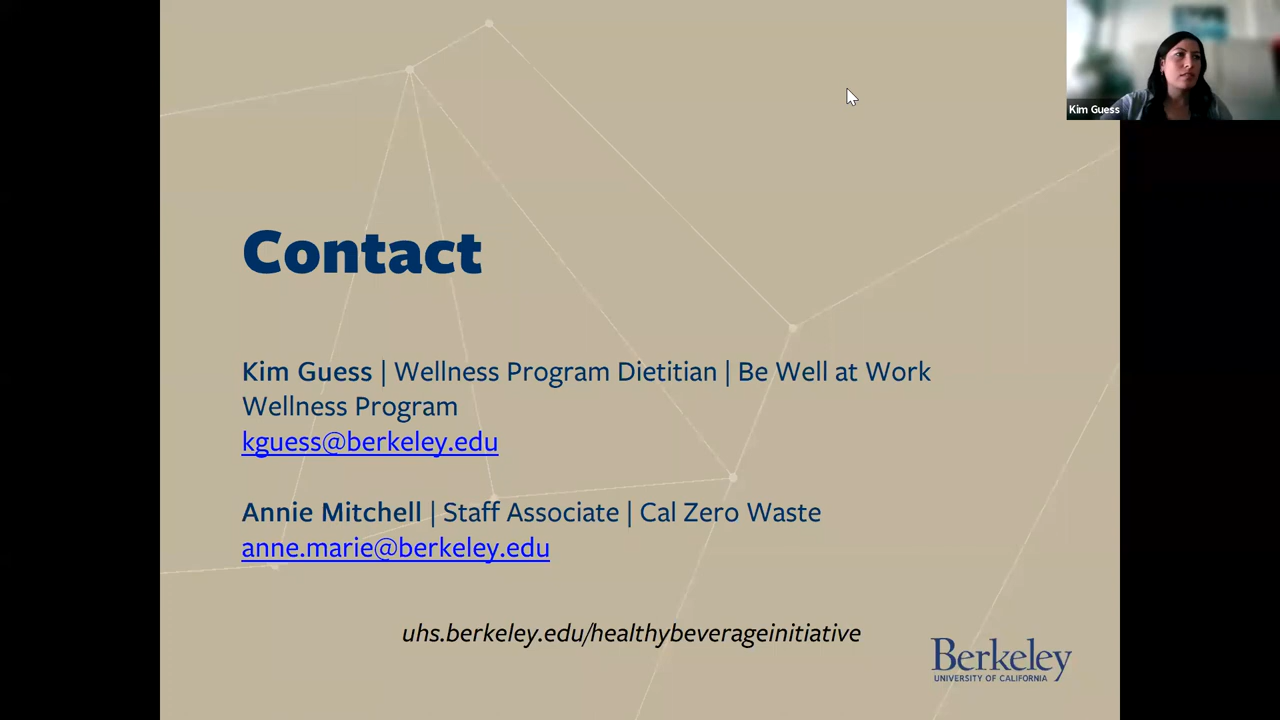 Kim Guess
Contact
Kim Guess | Wellness Program Dietitian | Be Well at Work
Wellness Program
kguess@berkeley.edu
Annie Mitchell | Staff Associate | Cal Zero Waste
anne.marie@berkeley.edu
uhs.berkeley.edu/healthybeverageinitiative
Berkeley
UNIVERSITY OF CALIFORNIA